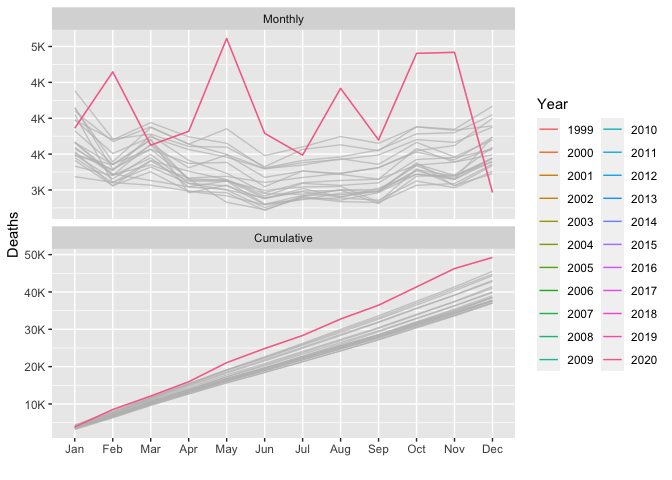 Monthly
5K
4K
4K
4K
3K
Deaths
Cumulative
50K
40K
30K
20K
10K
Jan Feb Mar Apr May Jun Jul Aug Sep Oct Nov Dec
Year
1999 2010
2000 2011
2001 2012
2002 2013
2003 2014
2004 2015
2005 2016
2006 2017
2007 2018
2008 2019
2009 2020